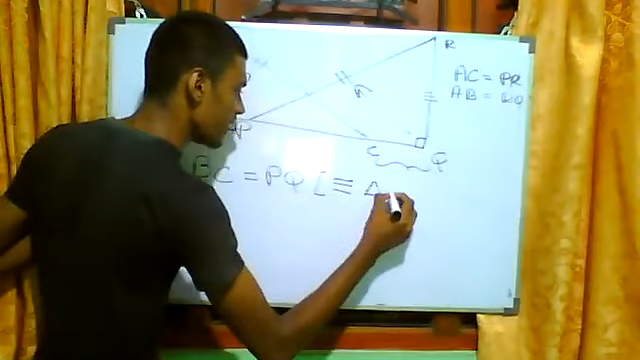 R
AC = PR
AB = RQ
P
C
Q
BC = PQ [ ≡ Δ